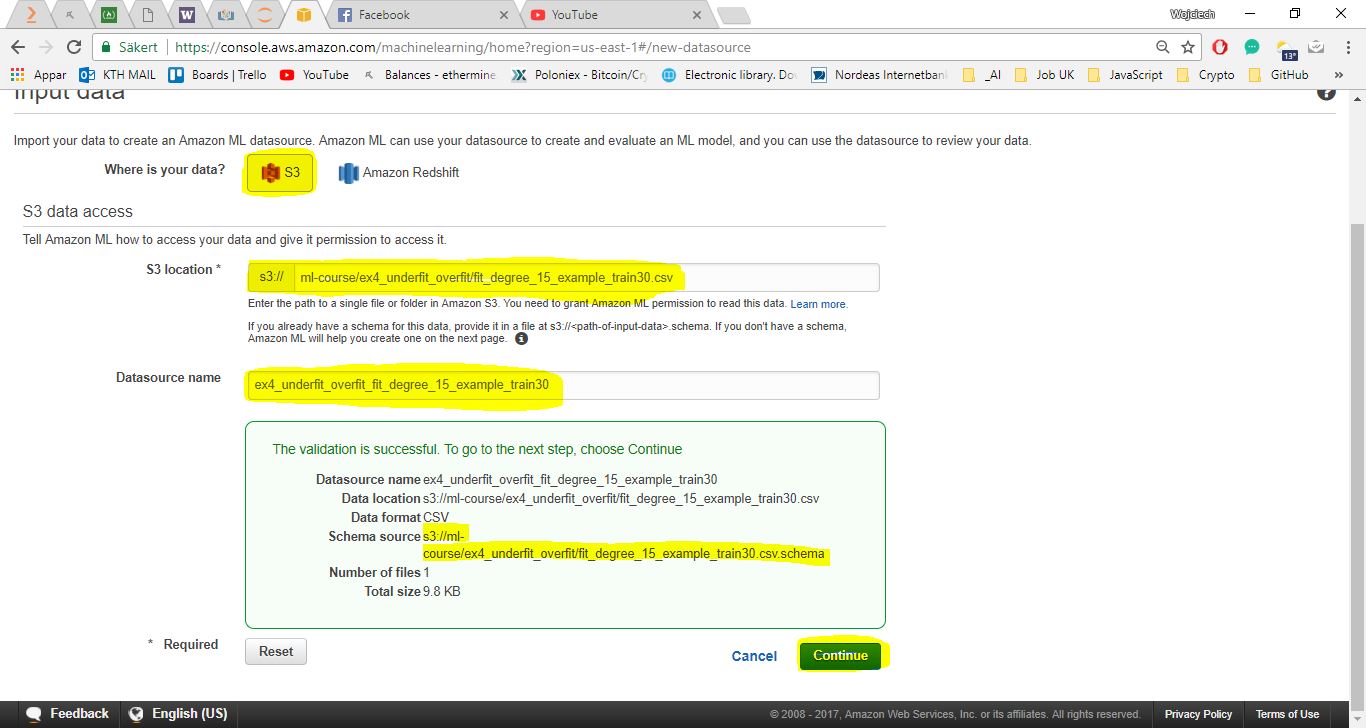 Facebook
YouTube
Wojciech
Säkert
https://console.aws.amazon.com/machinelearning/home?region=us-east-1#/new-datasource
13°
Appar
KTH MAIL
Boards | Trello
YouTube
Balances - ethermine
Poloniex - Bitcoin/Cry
Electronic library. Do
Nordeas Internetban
_AI
Job UK
JavaScript
Crypto
GitHub
»
Input data
Import your data to create an Amazon ML datasource. Amazon ML can use your datasource to create and evaluate an ML model, and you can use the datasource to review your data.
Where is your data?
S3
Amazon Redshift
S3 data access
Tell Amazon ML how to access your data and give it permission to access it.
S3 location *
s3:// ml-course/ex4_underfit_overfit/fit_degree_15_example_train30.csv
Enter the path to a single file or folder in Amazon S3. You need to grant Amazon ML permission to read this data. Learn more.
If you already have a schema for this data, provide it in a file at s3://<path-of-input-data>.schema. If you don't have a schema,
Amazon ML will help you create one on the next page.
Datasource name
ex4_underfit_overfit_fit_degree_15_example_train30
The validation is successful. To go to the next step, choose Continue
Datasource name ex4_underfit_overfit_fit_degree_15_example_train30
Data location s3://ml-course/ex4_underfit_overfit/fit_degree_15_example_train30.csv
Data format CSV
Schema source s3://ml-
course/ex4_underfit_overfit/fit_degree_15_example_train30.csv.schema
Number of files 1
Total size 9.8 KB
* Required
Reset
Cancel
Continue
Feedback
English (US)
© 2008 - 2017, Amazon Web Services, Inc. or its affiliates. All rights reserved.
Privacy Policy
Terms of Use